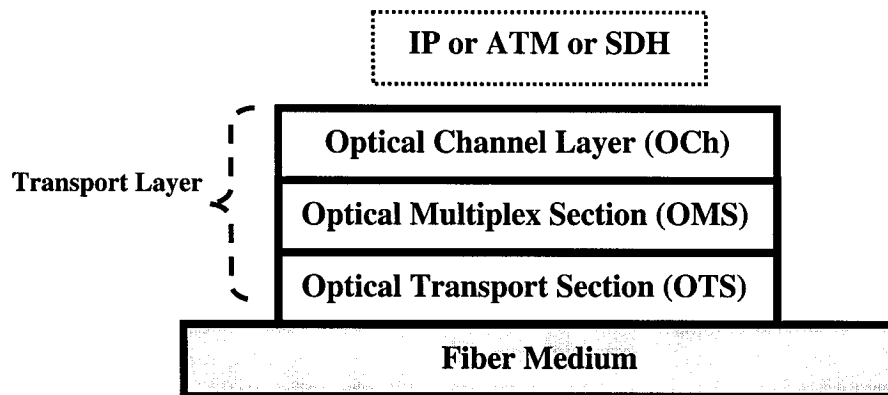 IP or ATM or SDH
Optical Channel Layer (OCh)
Transport Layer
Optical Multiplex Section (OMS)
Optical Transport Section (OTS)
Fiber Medium